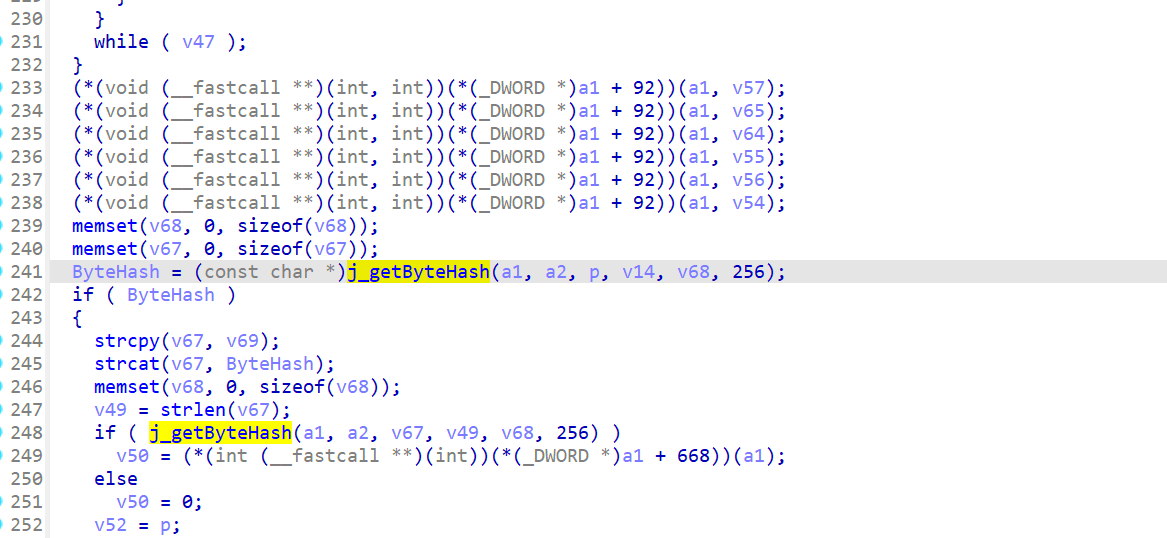 230 }
231 while ( v47 );
232 }
233 (*(void (__fastcall **)(int, int))(*(_DWORD *)a1 + 92))(a1, v57);
234 (*(void (__fastcall **)(int, int))(*(_DWORD *)a1 + 92))(a1, v65);
235 (*(void (__fastcall **)(int, int))(*(_DWORD *)a1 + 92))(a1, v64);
236 (*(void (__fastcall **)(int, int))(*(_DWORD *)a1 + 92))(a1, v55);
237 (*(void (__fastcall **)(int, int))(*(_DWORD *)a1 + 92))(a1, v56);
238 (*(void (__fastcall **)(int, int))(*(_DWORD *)a1 + 92))(a1, v54);
239 memset(v68, 0, sizeof(v68));
240 memset(v67, 0, sizeof(v67));
241 ByteHash = (const char *)j_getByteHash(a1, a2, p, v14, v68, 256);
242 if ( ByteHash )
243 {
244 strcpy(v67, v69);
245 strcat(v67, ByteHash);
246 memset(v68, 0, sizeof(v68));
247 v49 = strlen(v67);
248 if ( j_getByteHash(a1, a2, v67, v49, v68, 256) )
249 v50 = (*(int (__fastcall **)(int))(*(_DWORD *)a1 + 668))(a1);
250 else
251 v50 = 0;
252 v52 = p;